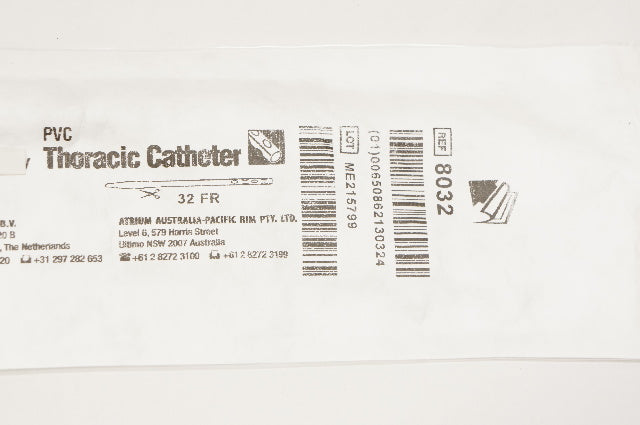 PVC
Thoracic Catheter
32 FR
B.V.
20 B
, The Netherlands
20 +31 297 282 653
ATRIUM AUSTRALIA-PACIFIC RIM PTY. LTD.
Level 6, 579 Harris Street
Ultimo NSW 2007 Australia
+61 2 8272 3100 +61 2 8272 3199
LOT ME215799
(01)00650862130324
REF 8032